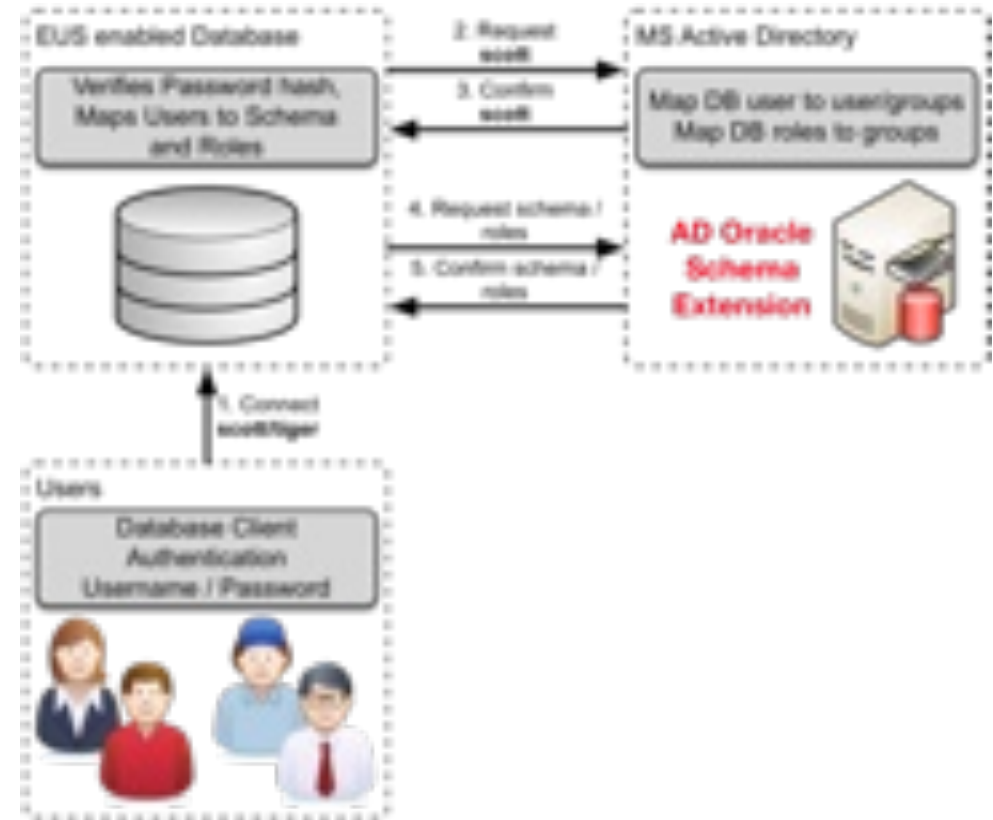 EUS enabled Database
Verifies Password hash,
Maps Users to Schema
and Roles
2. Request
scott
3. Confirm
scott
4. Request schema /
roles
5. Confirm schema /
roles
MS Active Directory
Map DB user to user/groups
Map DB roles to groups
AD Oracle
Schema
Extension
1. Connect
scott/tiger
Users
Database Client
Authentication
Username / Password